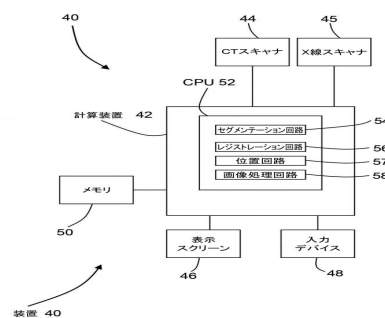 40
44
45
CTスキャナ
X線スキャナ
CPU 52
計算装置 42
セグメンテーション回路
54
レジストレーション回路
56
位置回路
57
画像処理回路
58
メモリ
50
表示
スクリーン
46
入力
デバイス
48
装置 40